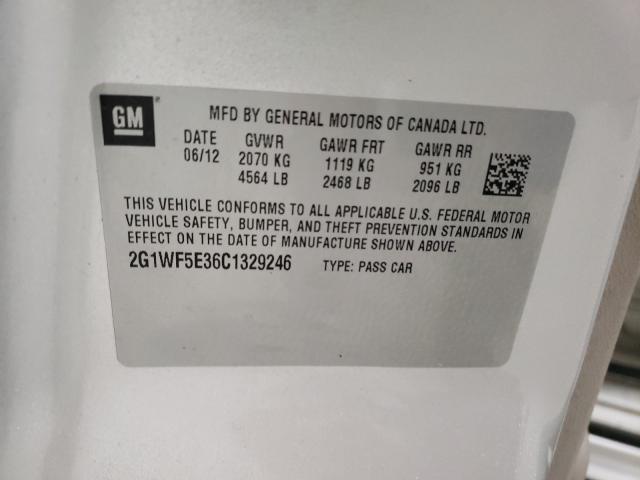 GM
MFD BY GENERAL MOTORS OF CANADA LTD.
DATE GVWR GAWR FRT GAWR RR
06/12 2070 KG 1119 KG 951 KG
4564 LB 2468 LB 2096 LB
THIS VEHICLE CONFORMS TO ALL APPLICABLE U.S. FEDERAL MOTOR
VEHICLE SAFETY, BUMPER, AND THEFT PREVENTION STANDARDS IN
EFFECT ON THE DATE OF MANUFACTURE SHOWN ABOVE.
2G1WF5E36C1329246 TYPE: PASS CAR